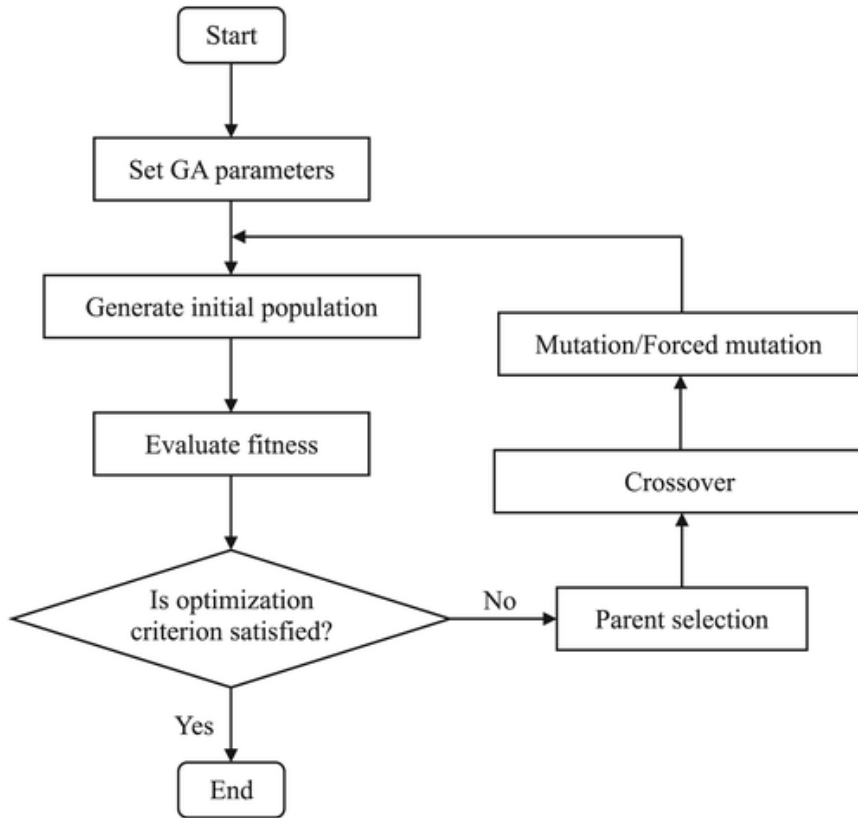 Start
Set GA parameters
Generate initial population
Mutation/Forced mutation
Evaluate fitness
Crossover
Is optimization
criterion satisfied?
No
Parent selection
Yes
End